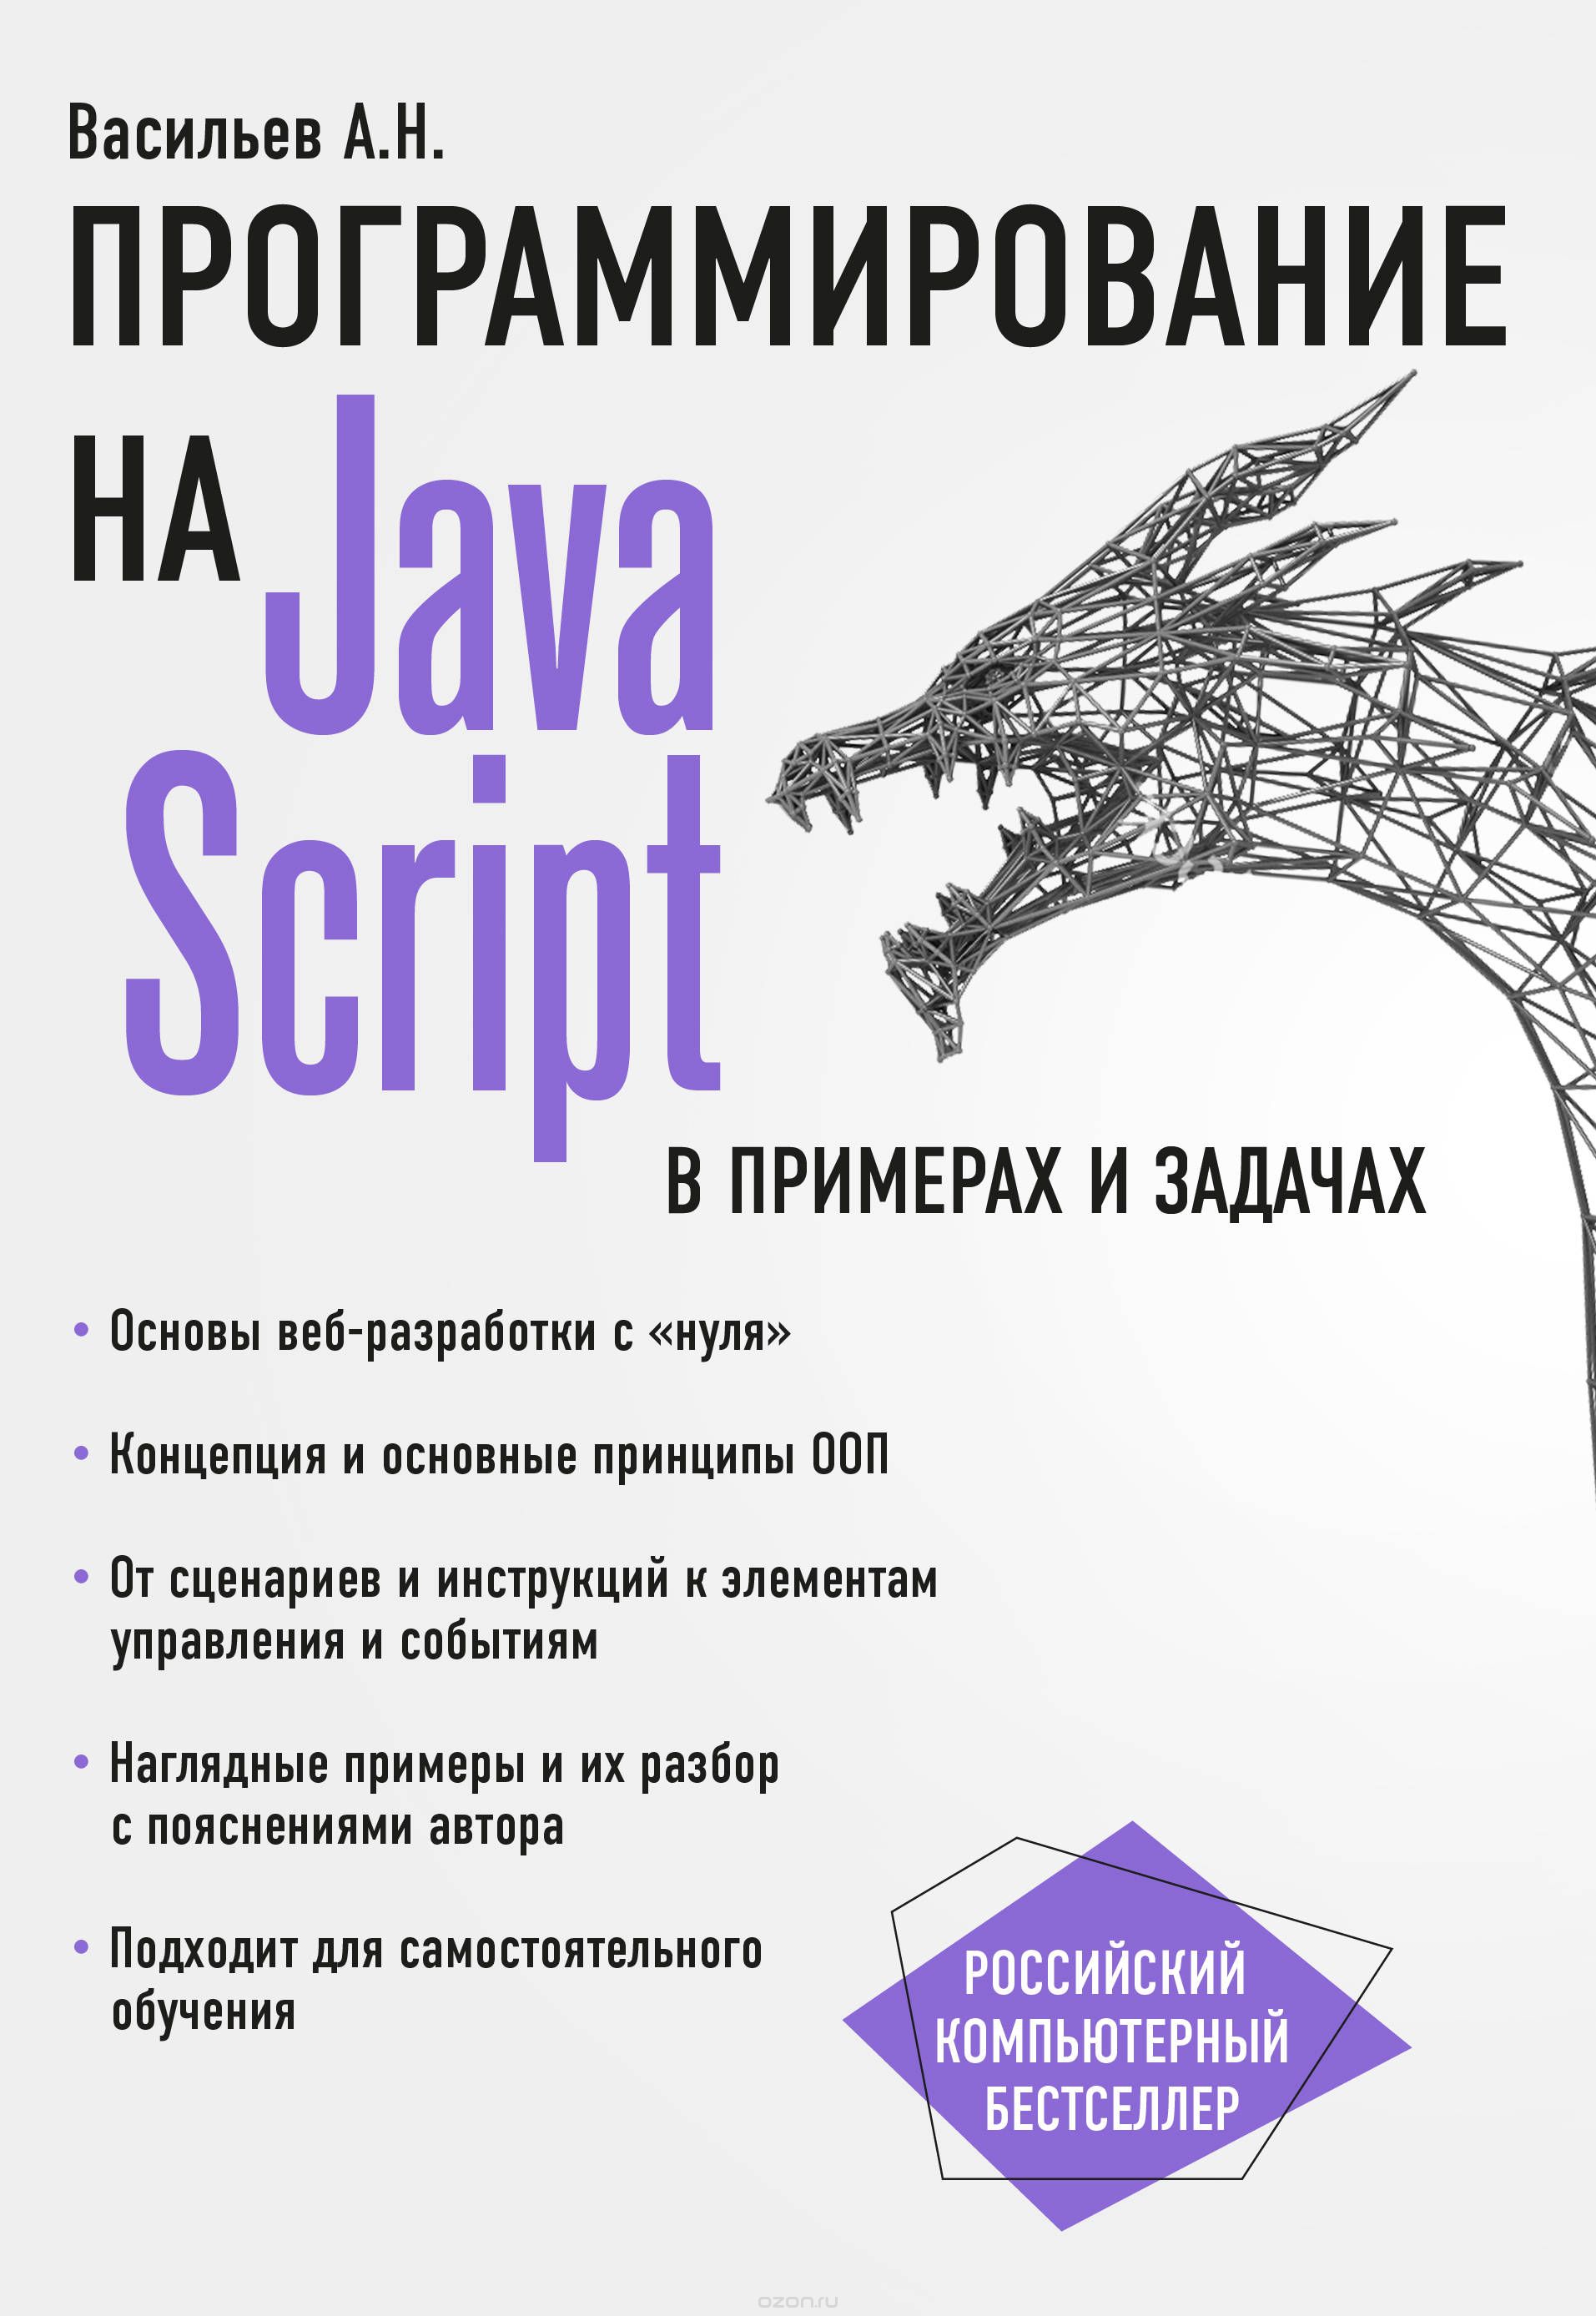 Васильев А.Н.
ПРОГРАММИРОВАНИЕ
НА Java
Script
В ПРИМЕРАХ И ЗАДАЧАХ
• Основы веб-разработки с «нуля»
• Концепция и основные принципы ООП
• От сценариев и инструкций к элементам
управления и событиям
• Наглядные примеры и их разбор
с пояснениями автора
• Подходит для самостоятельного
обучения
РОССИЙСКИЙ
КОМПЬЮТЕРНЫЙ
БЕСТСЕЛЛЕР
ozon.ru